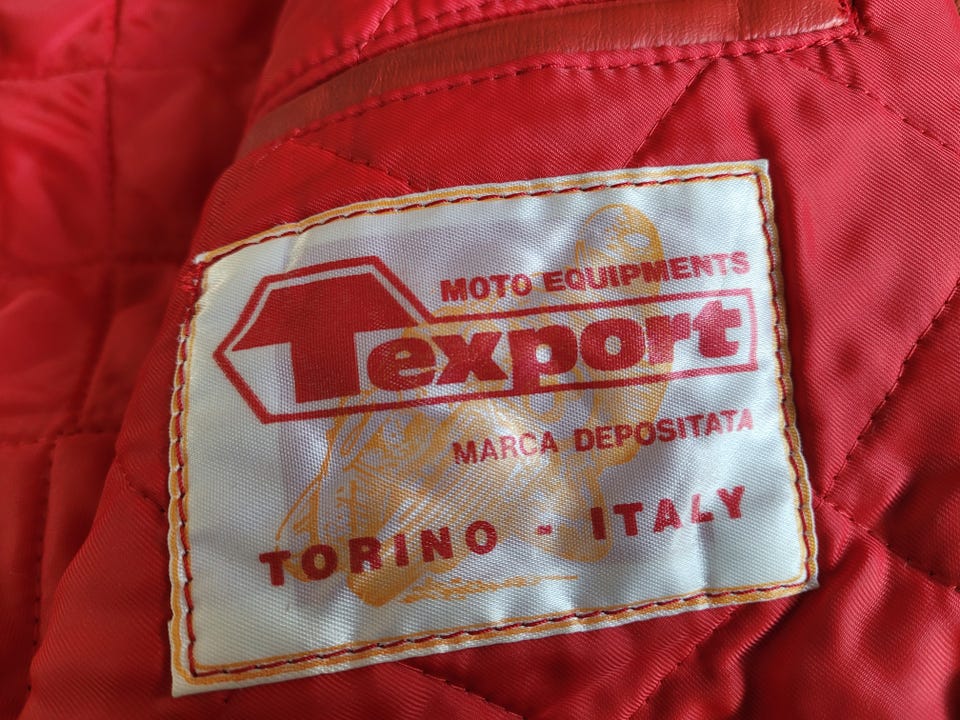 MOTO EQUIPMENTS
Texport
MARCA DEPOSITATA
TORINO - ITALY